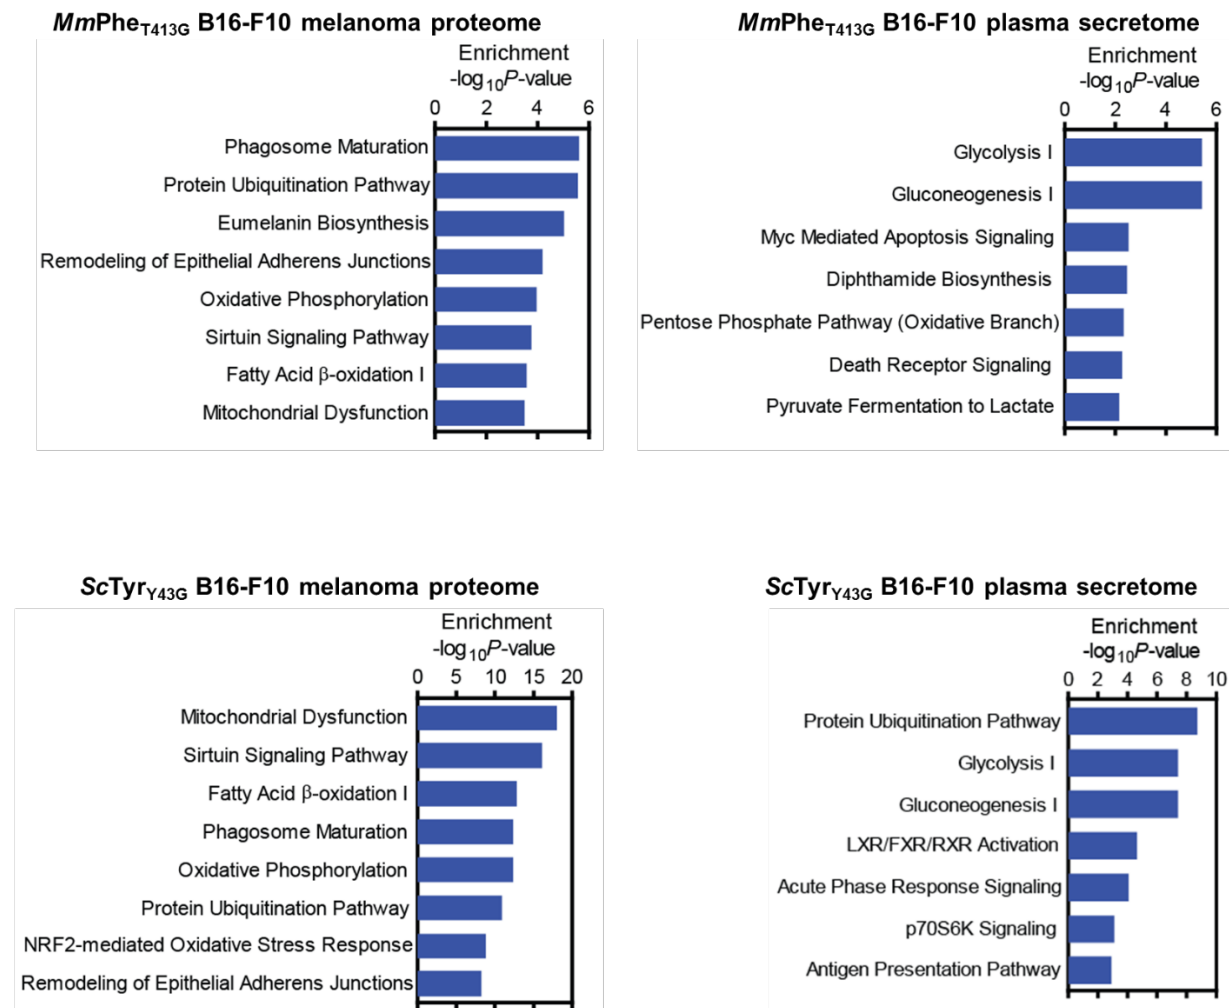 MmPheT413G B16-F10 melanoma proteome
Enrichment
-log10P-value
0 2 4 6
Phagosome Maturation
Protein Ubiquitination Pathway
Eumelanin Biosynthesis
Remodeling of Epithelial Adherens Junctions
Oxidative Phosphorylation
Sirtuin Signaling Pathway
Fatty Acid β-oxidation I
Mitochondrial Dysfunction
MmPheT413G B16-F10 plasma secretome
Enrichment
-log10P-value
0 2 4 6
Glycolysis I
Gluconeogenesis I
Myc Mediated Apoptosis Signaling
Diphthamide Biosynthesis
Pentose Phosphate Pathway (Oxidative Branch)
Death Receptor Signaling
Pyruvate Fermentation to Lactate
ScTyrY43G B16-F10 melanoma proteome
Enrichment
-log10P-value
0 5 10 15 20
Mitochondrial Dysfunction
Sirtuin Signaling Pathway
Fatty Acid β-oxidation I
Phagosome Maturation
Oxidative Phosphorylation
Protein Ubiquitination Pathway
NRF2-mediated Oxidative Stress Response
Remodeling of Epithelial Adherens Junctions
ScTyrY43G B16-F10 plasma secretome
Enrichment
-log10P-value
0 2 4 6 8 10
Protein Ubiquitination Pathway
Glycolysis I
Gluconeogenesis I
LXR/FXR/RXR Activation
Acute Phase Response Signaling
p70S6K Signaling
Antigen Presentation Pathway